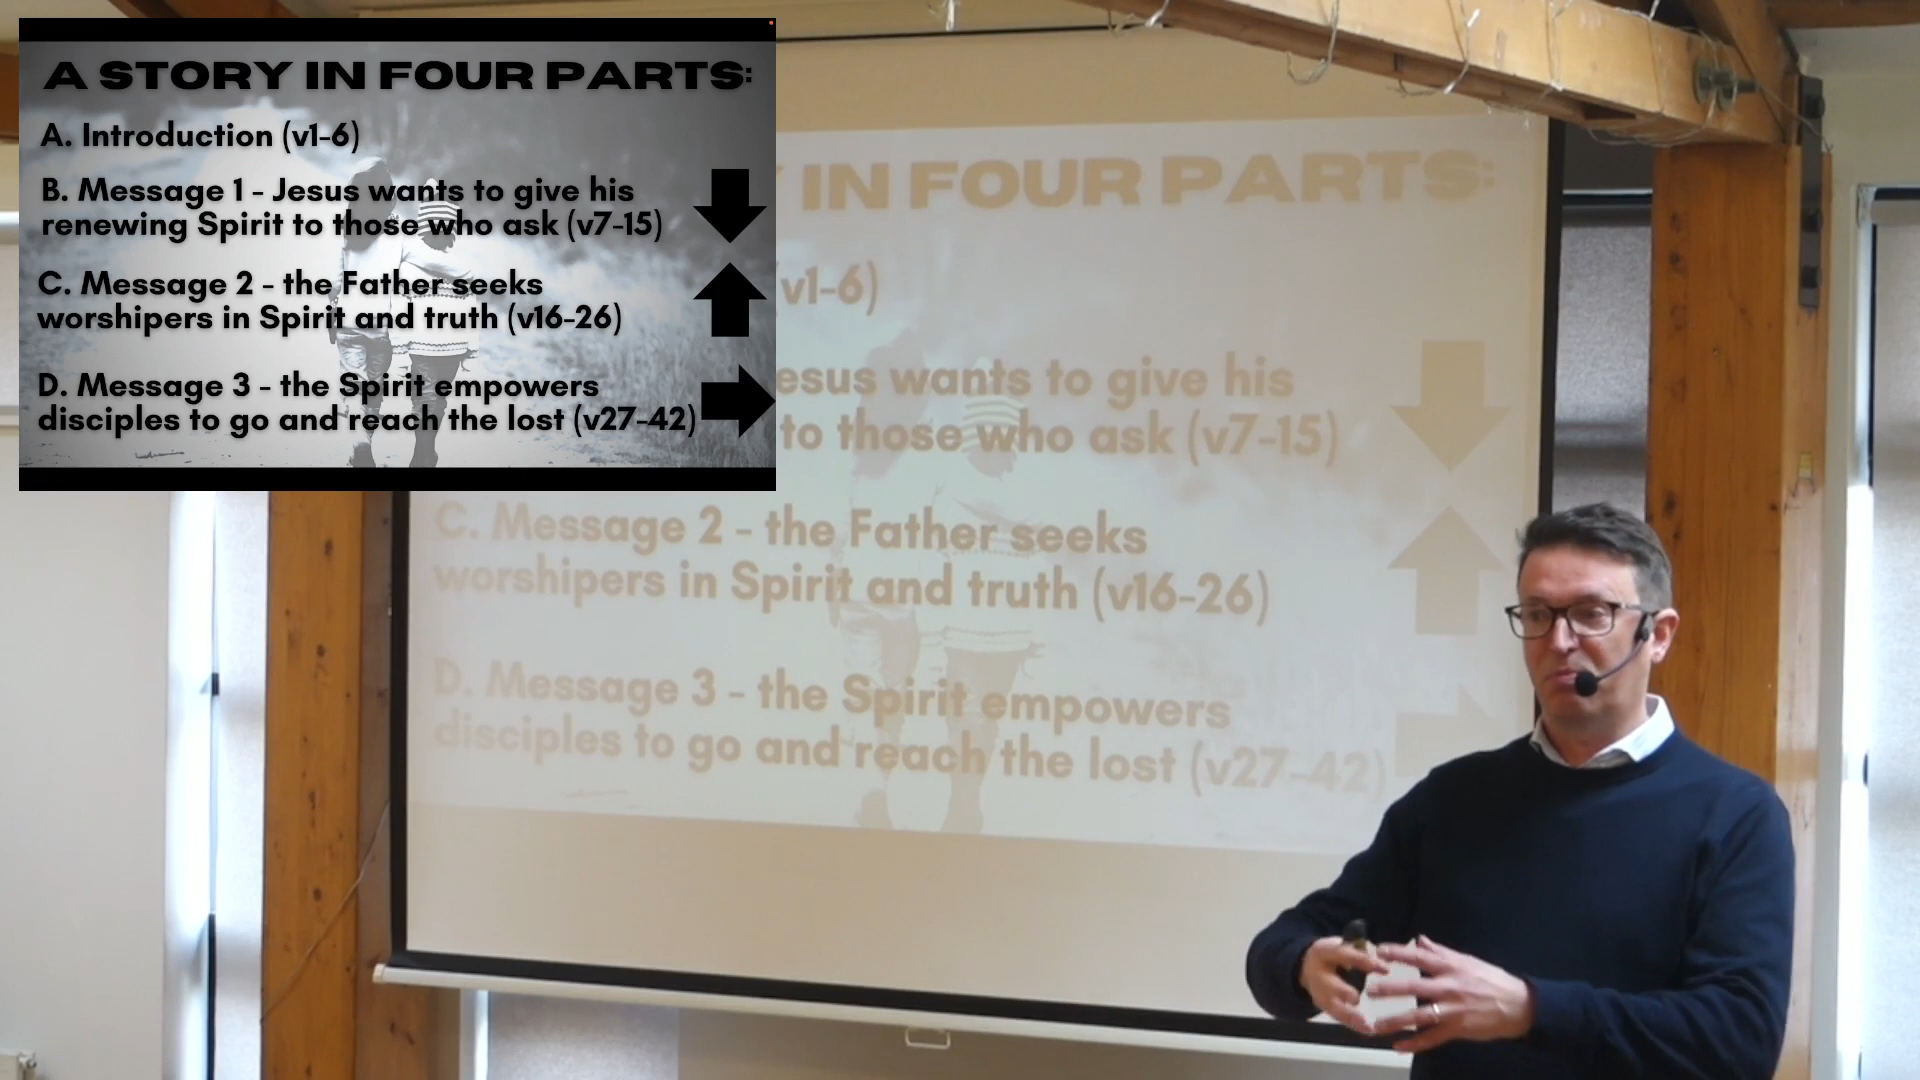 A STORY IN FOUR PARTS:
A. Introduction (v1-6)
B. Message 1 - Jesus wants to give his
renewing Spirit to those who ask (v7-15)
C. Message 2 - the Father seeks
worshipers in Spirit and truth (v16-26)
D. Message 3 - the Spirit empowers
disciples to go and reach the lost (v27-42)
IN FOUR PARTS:
v1-6)
esus wants to give his
to those who ask (v7-15)
C. Message 2 - the Father seeks
worshipers in Spirit and truth (v16-26)
D. Message 3 - the Spirit empowers
disciples to go and reach the lost (v27-42)